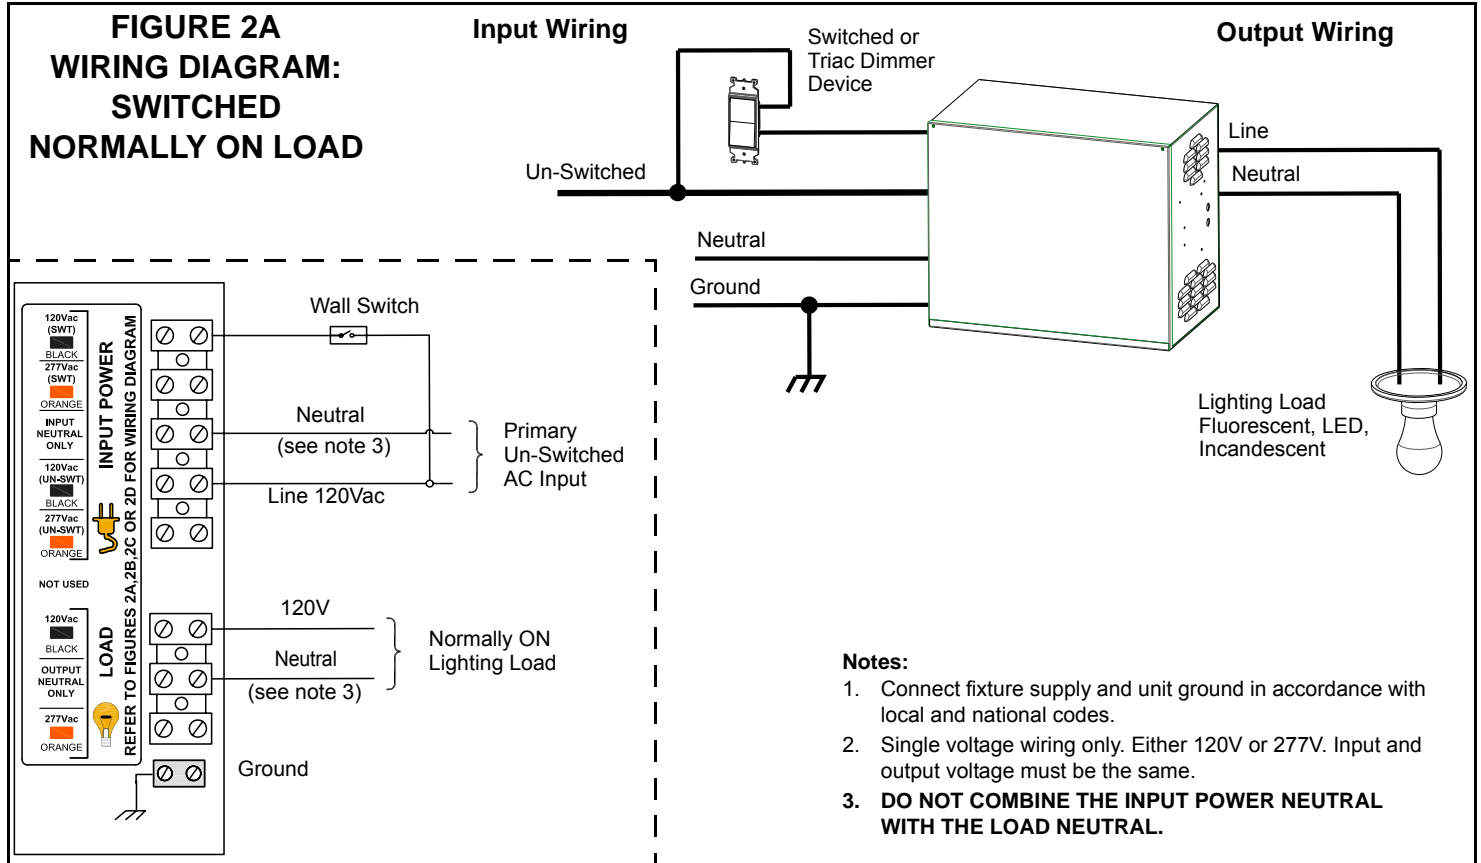 FIGURE 2A
WIRING DIAGRAM:
SWITCHED
NORMALLY ON LOAD
Input Wiring
Switched or
Triac Dimmer
Device
Output Wiring
Line
Neutral
Un-Switched
Neutral
Ground
Lighting Load
Fluorescent, LED,
Incandescent
120Vac
(SWT)
BLACK
277Vac
(SWT)
ORANGE
INPUT
NEUTRAL
ONLY
120Vac
(UN-SWT)
BLACK
277Vac
(UN-SWT)
ORANGE
NOT USED
120Vac
BLACK
OUTPUT
NEUTRAL
ONLY
277Vac
ORANGE
INPUT POWER
LOAD
REFER TO FIGURES 2A,2B,2C OR 2D FOR WIRING DIAGRAM
Wall Switch
Neutral
(see note 3)
Line 120Vac
Primary
Un-Switched
AC Input
120V
Neutral
(see note 3)
Normally ON
Lighting Load
Ground
Notes:
1. Connect fixture supply and unit ground in accordance with
local and national codes.
2. Single voltage wiring only. Either 120V or 277V. Input and
output voltage must be the same.
3. DO NOT COMBINE THE INPUT POWER NEUTRAL
WITH THE LOAD NEUTRAL.